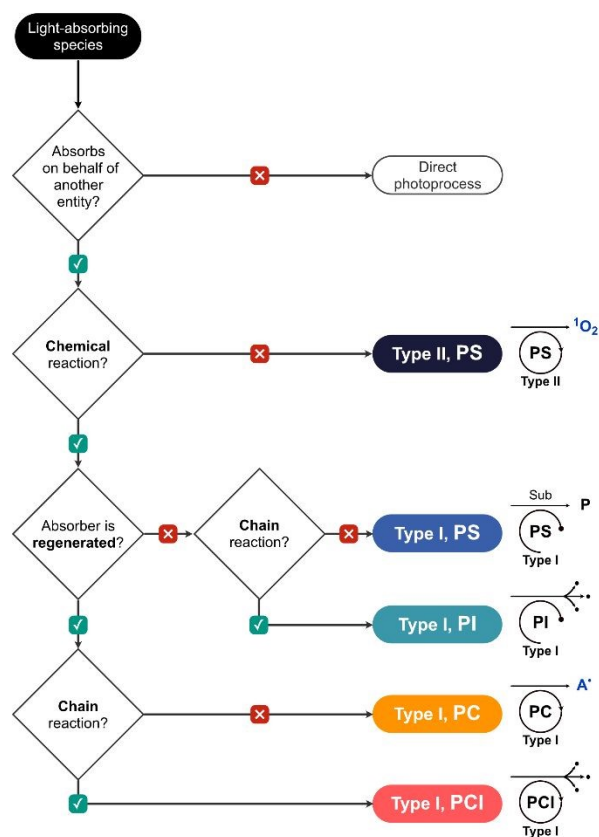 Light-absorbing
species
Absorbs
on behalf of
another
entity?
Direct
photoprocess
Chemical
reaction?
Type II, PS
¹O₂
PS
Type II
Absorber is
regenerated?
Chain
reaction?
Type I, PS
Sub
P
PS
Type I
Type I, PI
PI
Type I
Chain
reaction?
Type I, PC
A•
PC
Type I
Type I, PCI
PCI
Type I